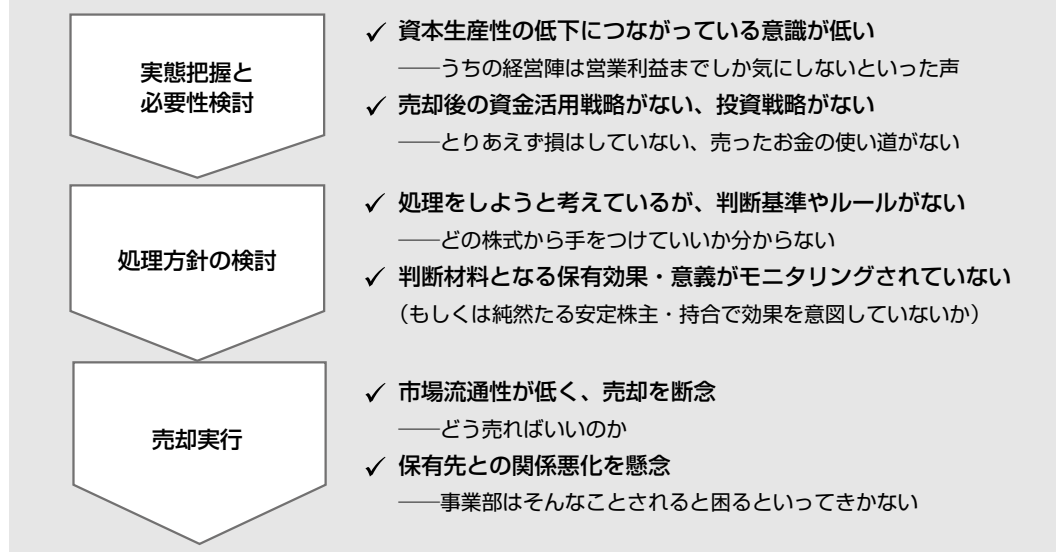 実態把握と
必要性検討
✓ 資本生産性の低下につながっている意識が低い
──うちの経営陣は営業利益までしか気にしないといった声
✓ 売却後の資金活用戦略がない、投資戦略がない
──とりあえず損はしていない、売ったお金の使い道がない
処理方針の検討
✓ 処理をしようと考えているが、判断基準やルールがない
──どの株式から手をつけていいか分からない
✓ 判断材料となる保有効果・意義がモニタリングされていない
（もしくは純然たる安定株主・持合で効果を意図していないか）
売却実行
✓ 市場流通性が低く、売却を断念
──どう売ればいいのか
✓ 保有先との関係悪化を懸念
──事業部はそんなことされると困るといってきかない